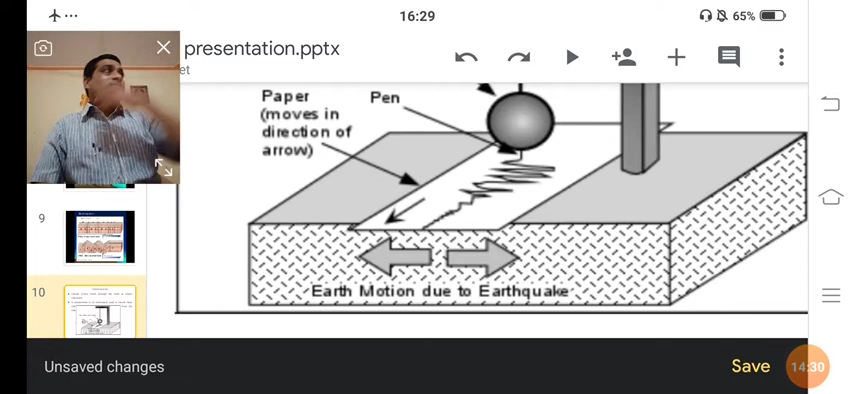 16:29
65%
presentation.pptx
et
Paper
(moves in
direction of
arrow)
Pen
Earth Motion due to Earthquake
9
10
Unsaved changes
Save
14:30